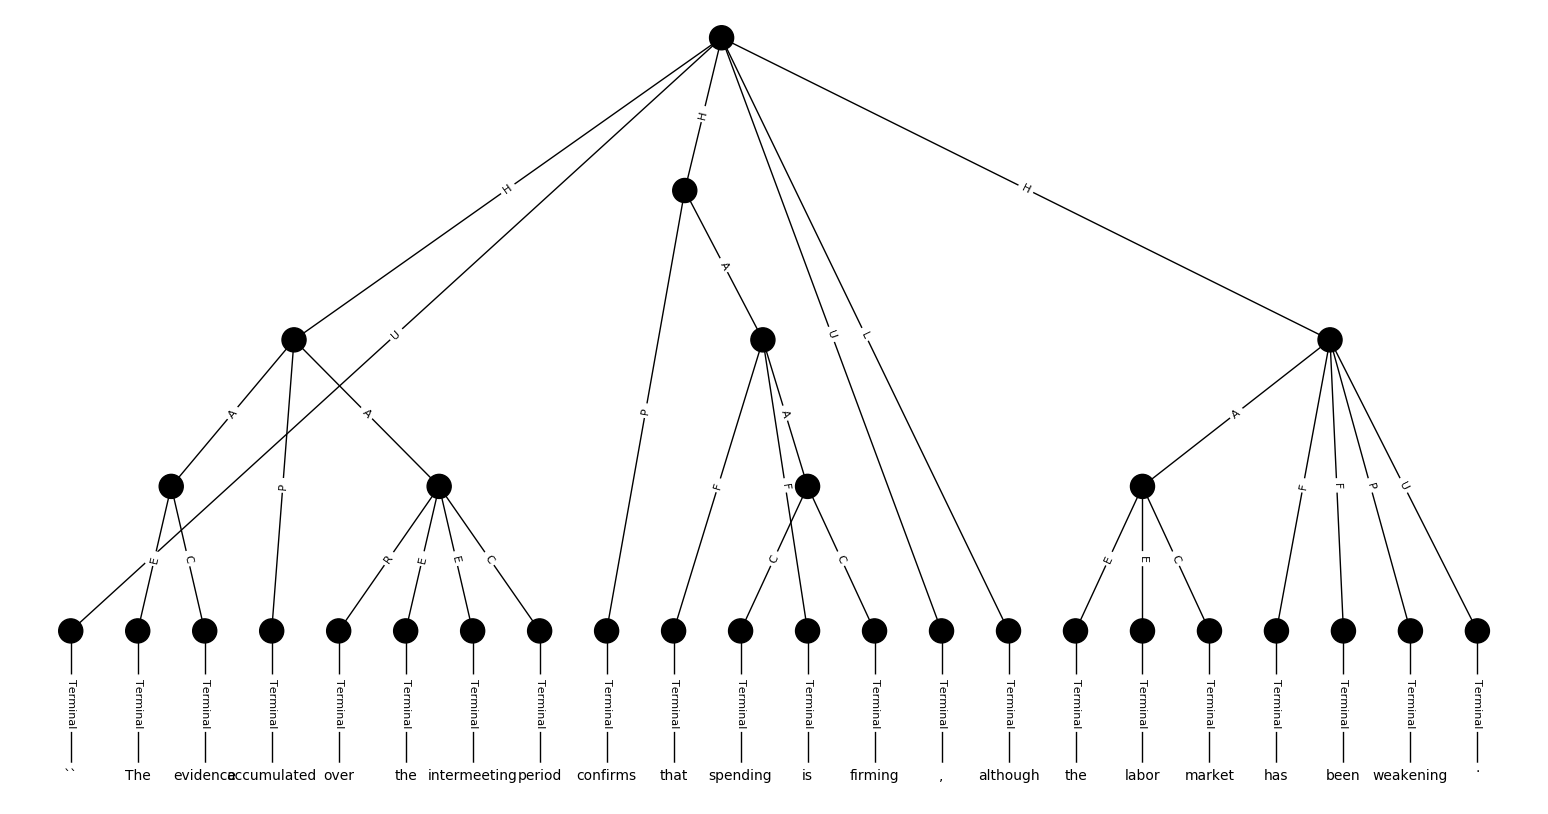 H
H
H
U
U
L
A
A
A
A
P
P
A
F
F
A
F
F
P
U
E
C
R
E
E
C
C
C
E
E
C
Terminal Terminal Terminal Terminal Terminal Terminal Terminal Terminal Terminal Terminal Terminal Terminal Terminal Terminal Terminal Terminal Terminal Terminal Terminal Terminal Terminal Terminal
`` The evidence accumulated over the intermeeting period confirms that spending is firming , although the labor market has been weakening .